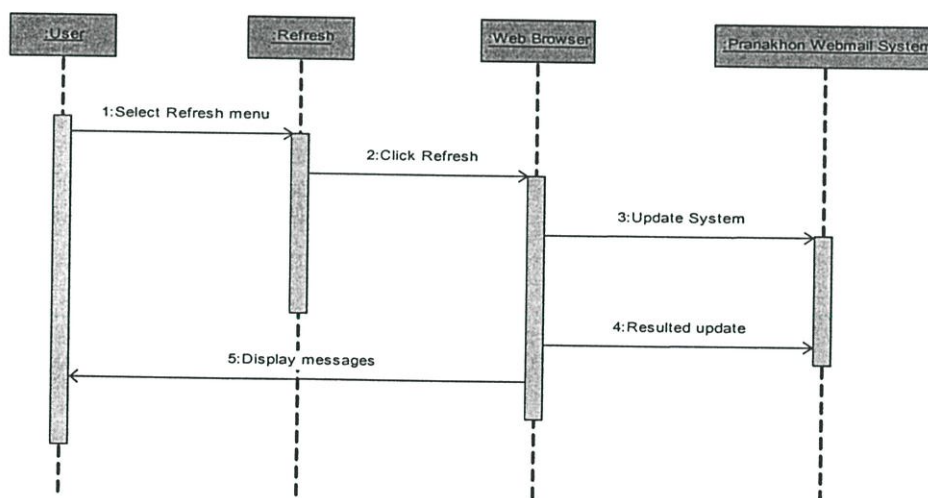 :User
:Refresh
:Web Browser
:Pranakhon Webmail System
1:Select Refresh menu
2:Click Refresh
3:Update System
4:Resulted update
5:Display messages